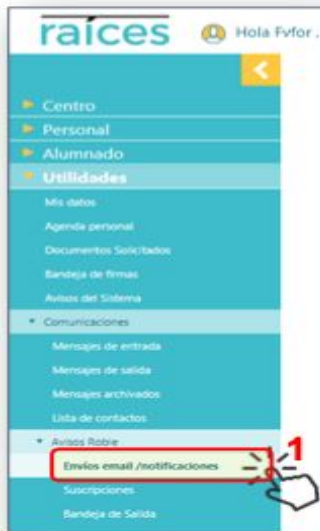 raíces
Hola Fvfor ..
Centro
Personal
Alumnado
Utilidades
Mis datos
Agenda personal
Documentos Solicitados
Bandeja de firmas
Avisos del Sistema
Comunicaciones
Mensajes de entrada
Mensajes de salida
Mensajes archivados
Lista de contactos
Avisos Roble
Envíos email /notificaciones
1
Suscripciones
Bandeja de Salida